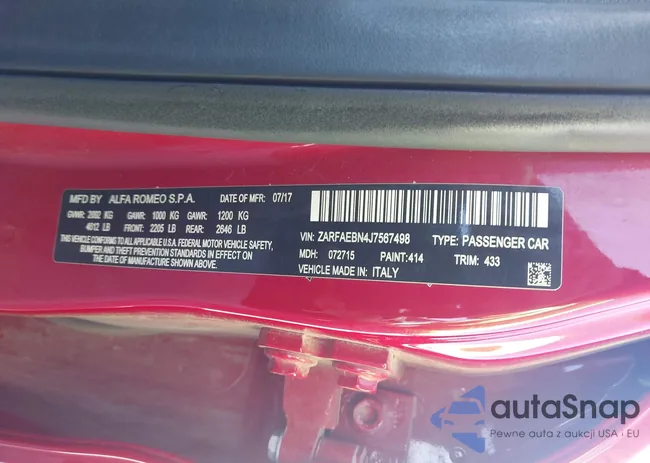 MFD BY ALFA ROMEO S.P.A. DATE OF MFR 07/17
GVWR: 2092 KG GAWR: 1000 KG GAWR: 1200 KG
4612 LB FRONT: 2205 LB REAR: 2646 LB
THIS VEHICLE CONFORMS TO ALL APPLICABLE U.S.A. FEDERAL MOTOR VEHICLE SAFETY,
BUMPER AND THEFT PREVENTION STANDARDS IN EFFECT ON
THE DATE OF MANUFACTURE SHOWN ABOVE.
VIN: ZARFAEBN4J7567498 TYPE: PASSENGER CAR
MDH: 072715 PAINT: 414 TRIM: 433
VEHICLE MADE IN: ITALY
autaSnap
Pewne auta z aukcji USA i EU